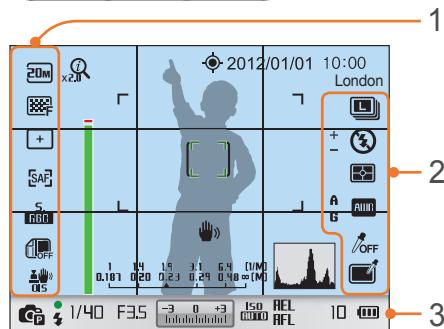 1
2012/01/01 10:00
London
20M
x2.0
F
L
+
-
SAF
2
S
RGB
A
G
AWB
OFF
OFF
OIS
1 1.4 1.9 3.1 6.4 (1/M)
0.187 0.20 0.23 0.29 0.48 ∞ (M)
P 1/40 F3.5 -3 0 +3 ISO AUTO AEL AFL 10
3